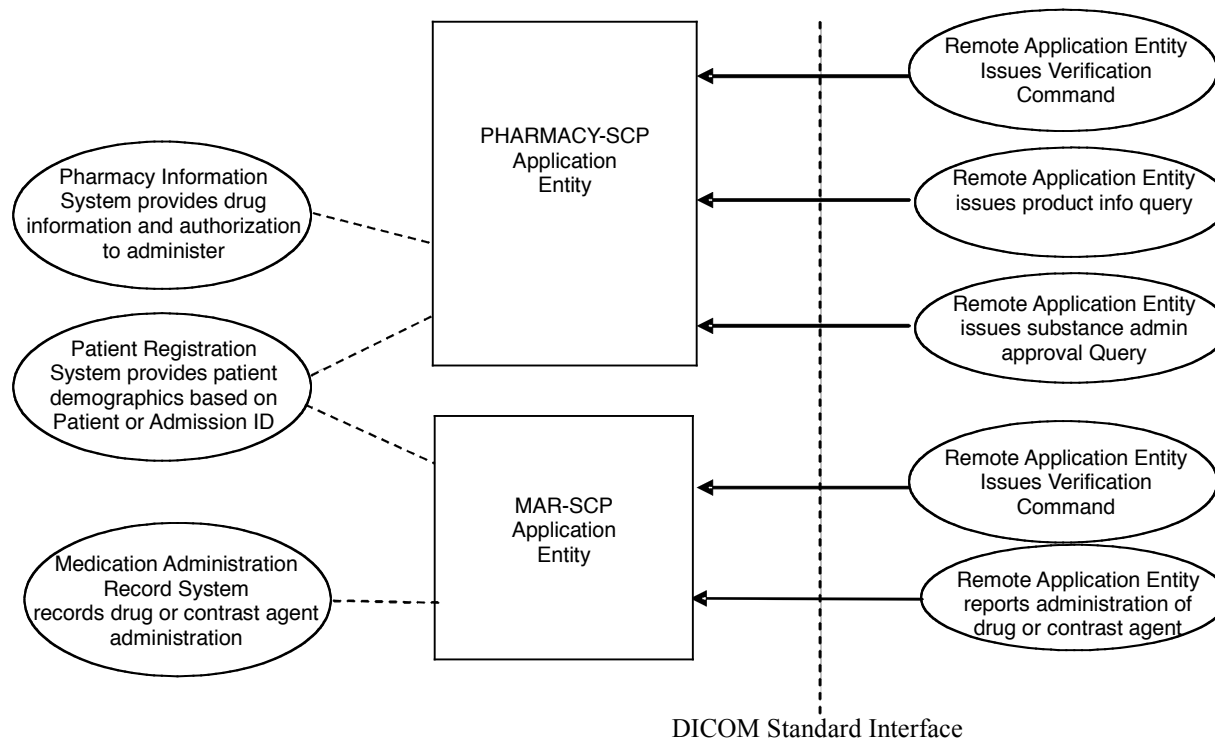 Remote Application Entity
Issues Verification
Command
PHARMACY-SCP
Application
Entity
Pharmacy Information
System provides drug
information and authorization
to administer
Remote Application Entity
issues product info query
Remote Application Entity
issues substance admin
approval Query
Patient Registration
System provides patient
demographics based on
Patient or Admission ID
MAR-SCP
Application
Entity
Remote Application Entity
Issues Verification
Command
Medication Administration
Record System
records drug or contrast agent
administration
Remote Application Entity
reports administration of
drug or contrast agent
DICOM Standard Interface